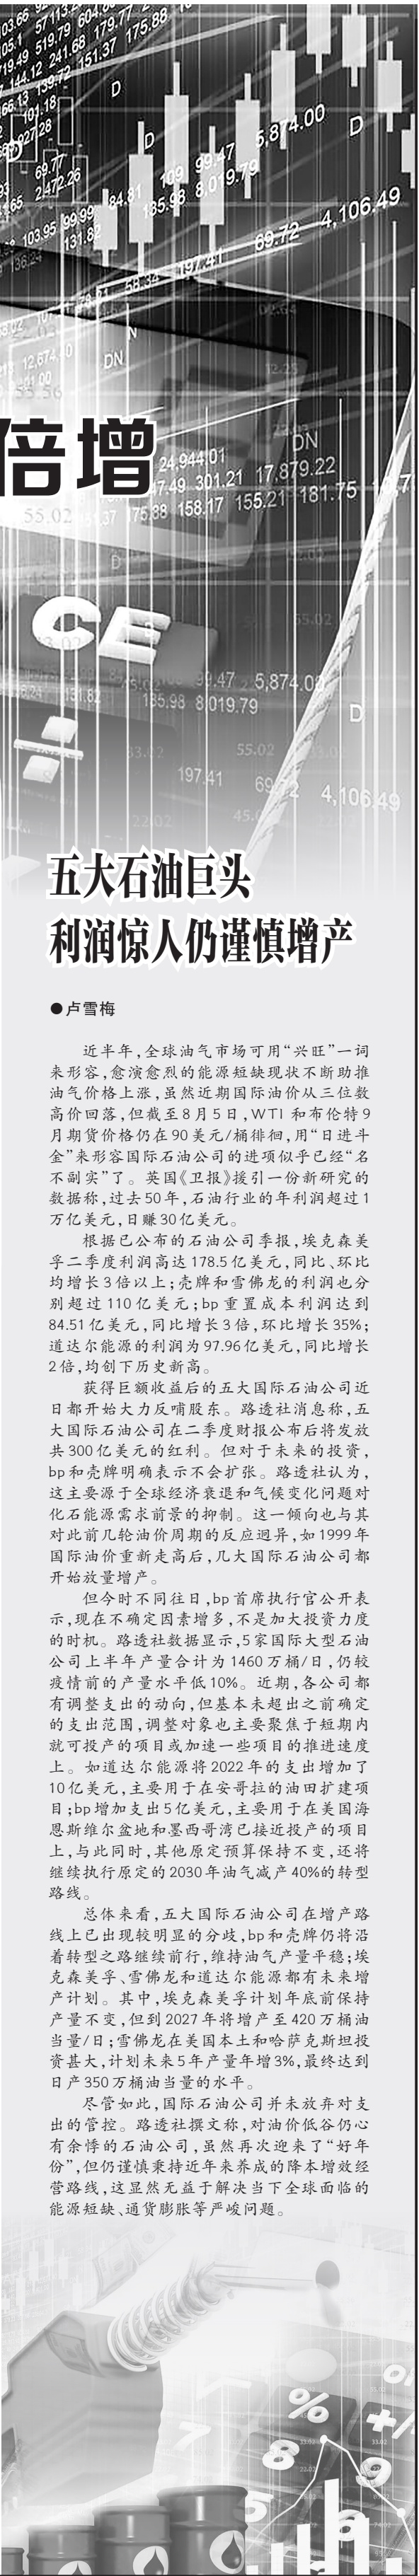 倍增
五大石油巨头
利润惊人仍谨慎增产
●卢雪梅
近半年,全球油气市场可用“兴旺”一词
来形容,愈演愈烈的能源短缺现状不断助推
油气价格上涨,虽然近期国际油价从三位数
高价回落,但截至8月5日,WTI 和布伦特9
月期货价格仍在90美元/桶徘徊,用“日进斗
金”来形容国际石油公司的进项似乎已经“名
不副实”了。英国《卫报》援引一份新研究的
数据称,过去50年,石油行业的年利润超过1
万亿美元,日赚30亿美元。
根据已公布的石油公司季报,埃克森美
孚二季度利润高达178.5亿美元,同比、环比
均增长3倍以上;壳牌和雪佛龙的利润也分
别超过110亿美元;bp重置成本利润达到
84.51亿美元,同比增长3倍,环比增长35%;
道达尔能源的利润为97.96亿美元,同比增长
2倍,均创下历史新高。
获得巨额收益后的五大国际石油公司近
日都开始大力反哺股东。路透社消息称,五
大国际石油公司在二季度财报公布后将发放
共300亿美元的红利。但对于未来的投资,
bp和壳牌明确表示不会扩张。路透社认为,
这主要源于全球经济衰退和气候变化问题对
化石能源需求前景的抑制。这一倾向也与其
对此前几轮油价周期的反应迥异,如1999年
国际油价重新走高后,几大国际石油公司都
开始放量增产。
但今时不同往日,bp首席执行官公开表
示,现在不确定因素增多,不是加大投资力度
的时机。路透社数据显示,5家国际大型石油
公司上半年产量合计为1460万桶/日,仍较
疫情前的产量水平低10%。近期,各公司都
有调整支出的动向,但基本未超出之前确定
的支出范围,调整对象也主要聚焦于短期内
就可投产的项目或加速一些项目的推进速度
上。如道达尔能源将2022年的支出增加了
10亿美元,主要用于在安哥拉的油田扩建项
目;bp增加支出5亿美元,主要用于在美国海
恩斯维尔盆地和墨西哥湾已接近投产的项目
上,与此同时,其他原定预算保持不变,还将
继续执行原定的2030年油气减产40%的转型
路线。
总体来看,五大国际石油公司在增产路
线上已出现较明显的分歧,bp和壳牌仍将沿
着转型之路继续前行,维持油气产量平稳;埃
克森美孚、雪佛龙和道达尔能源都有未来增
产计划。其中,埃克森美孚计划年底前保持
产量不变,但到2027年将增产至420万桶油
当量/日;雪佛龙在美国本土和哈萨克斯坦投
资甚大,计划未来5年产量年增3%,最终达到
日产350万桶油当量的水平。
尽管如此,国际石油公司并未放弃对支
出的管控。路透社撰文称,对油价低谷仍心
有余悸的石油公司,虽然再次迎来了“好年
份”,但仍谨慎秉持近年来养成的降本增效经
营路线,这显然无益于解决当下全球面临的
能源短缺、通货膨胀等严峻问题。